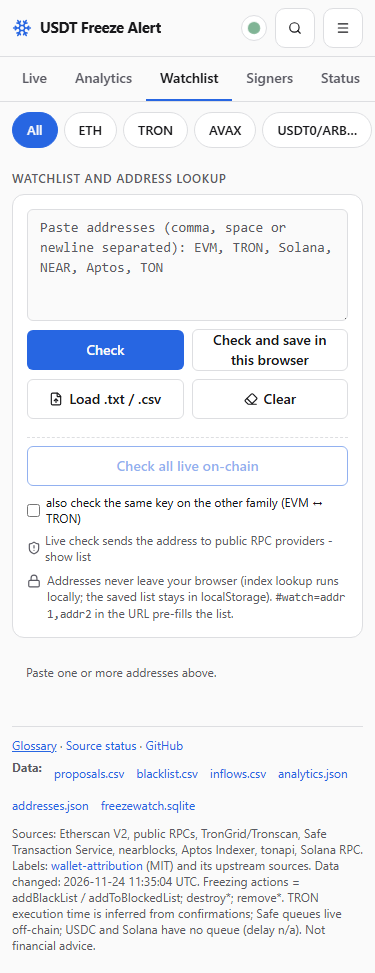 USDT Freeze Alert
Live Analytics Watchlist Signers Status
All ETH TRON AVAX USDT0/ARB...
WATCHLIST AND ADDRESS LOOKUP
Paste addresses (comma, space or
newline separated): EVM, TRON, Solana,
NEAR, Aptos, TON
Check
Check and save in
this browser
Load .txt / .csv
Clear
Check all live on-chain
also check the same key on the other family (EVM ↔
TRON)
Live check sends the address to public RPC providers -
show list
Addresses never leave your browser (index lookup runs
locally; the saved list stays in localStorage). #watch=addr
1,addr2 in the URL pre-fills the list.
Paste one or more addresses above.
Glossary · Source status · GitHub
Data: proposals.csv blacklist.csv inflows.csv analytics.json
addresses.json freezewatch.sqlite
Sources: Etherscan V2, public RPCs, TronGrid/Tronscan, Safe
Transaction Service, nearblocks, Aptos Indexer, tonapi, Solana RPC.
Labels: wallet-attribution (MIT) and its upstream sources. Data
changed: 2026-11-24 11:35:04 UTC. Freezing actions =
addBlackList / addToBlockedList; destroy*; remove*. TRON
execution time is inferred from confirmations; Safe queues live
off-chain; USDC and Solana have no queue (delay n/a). Not
financial advice.